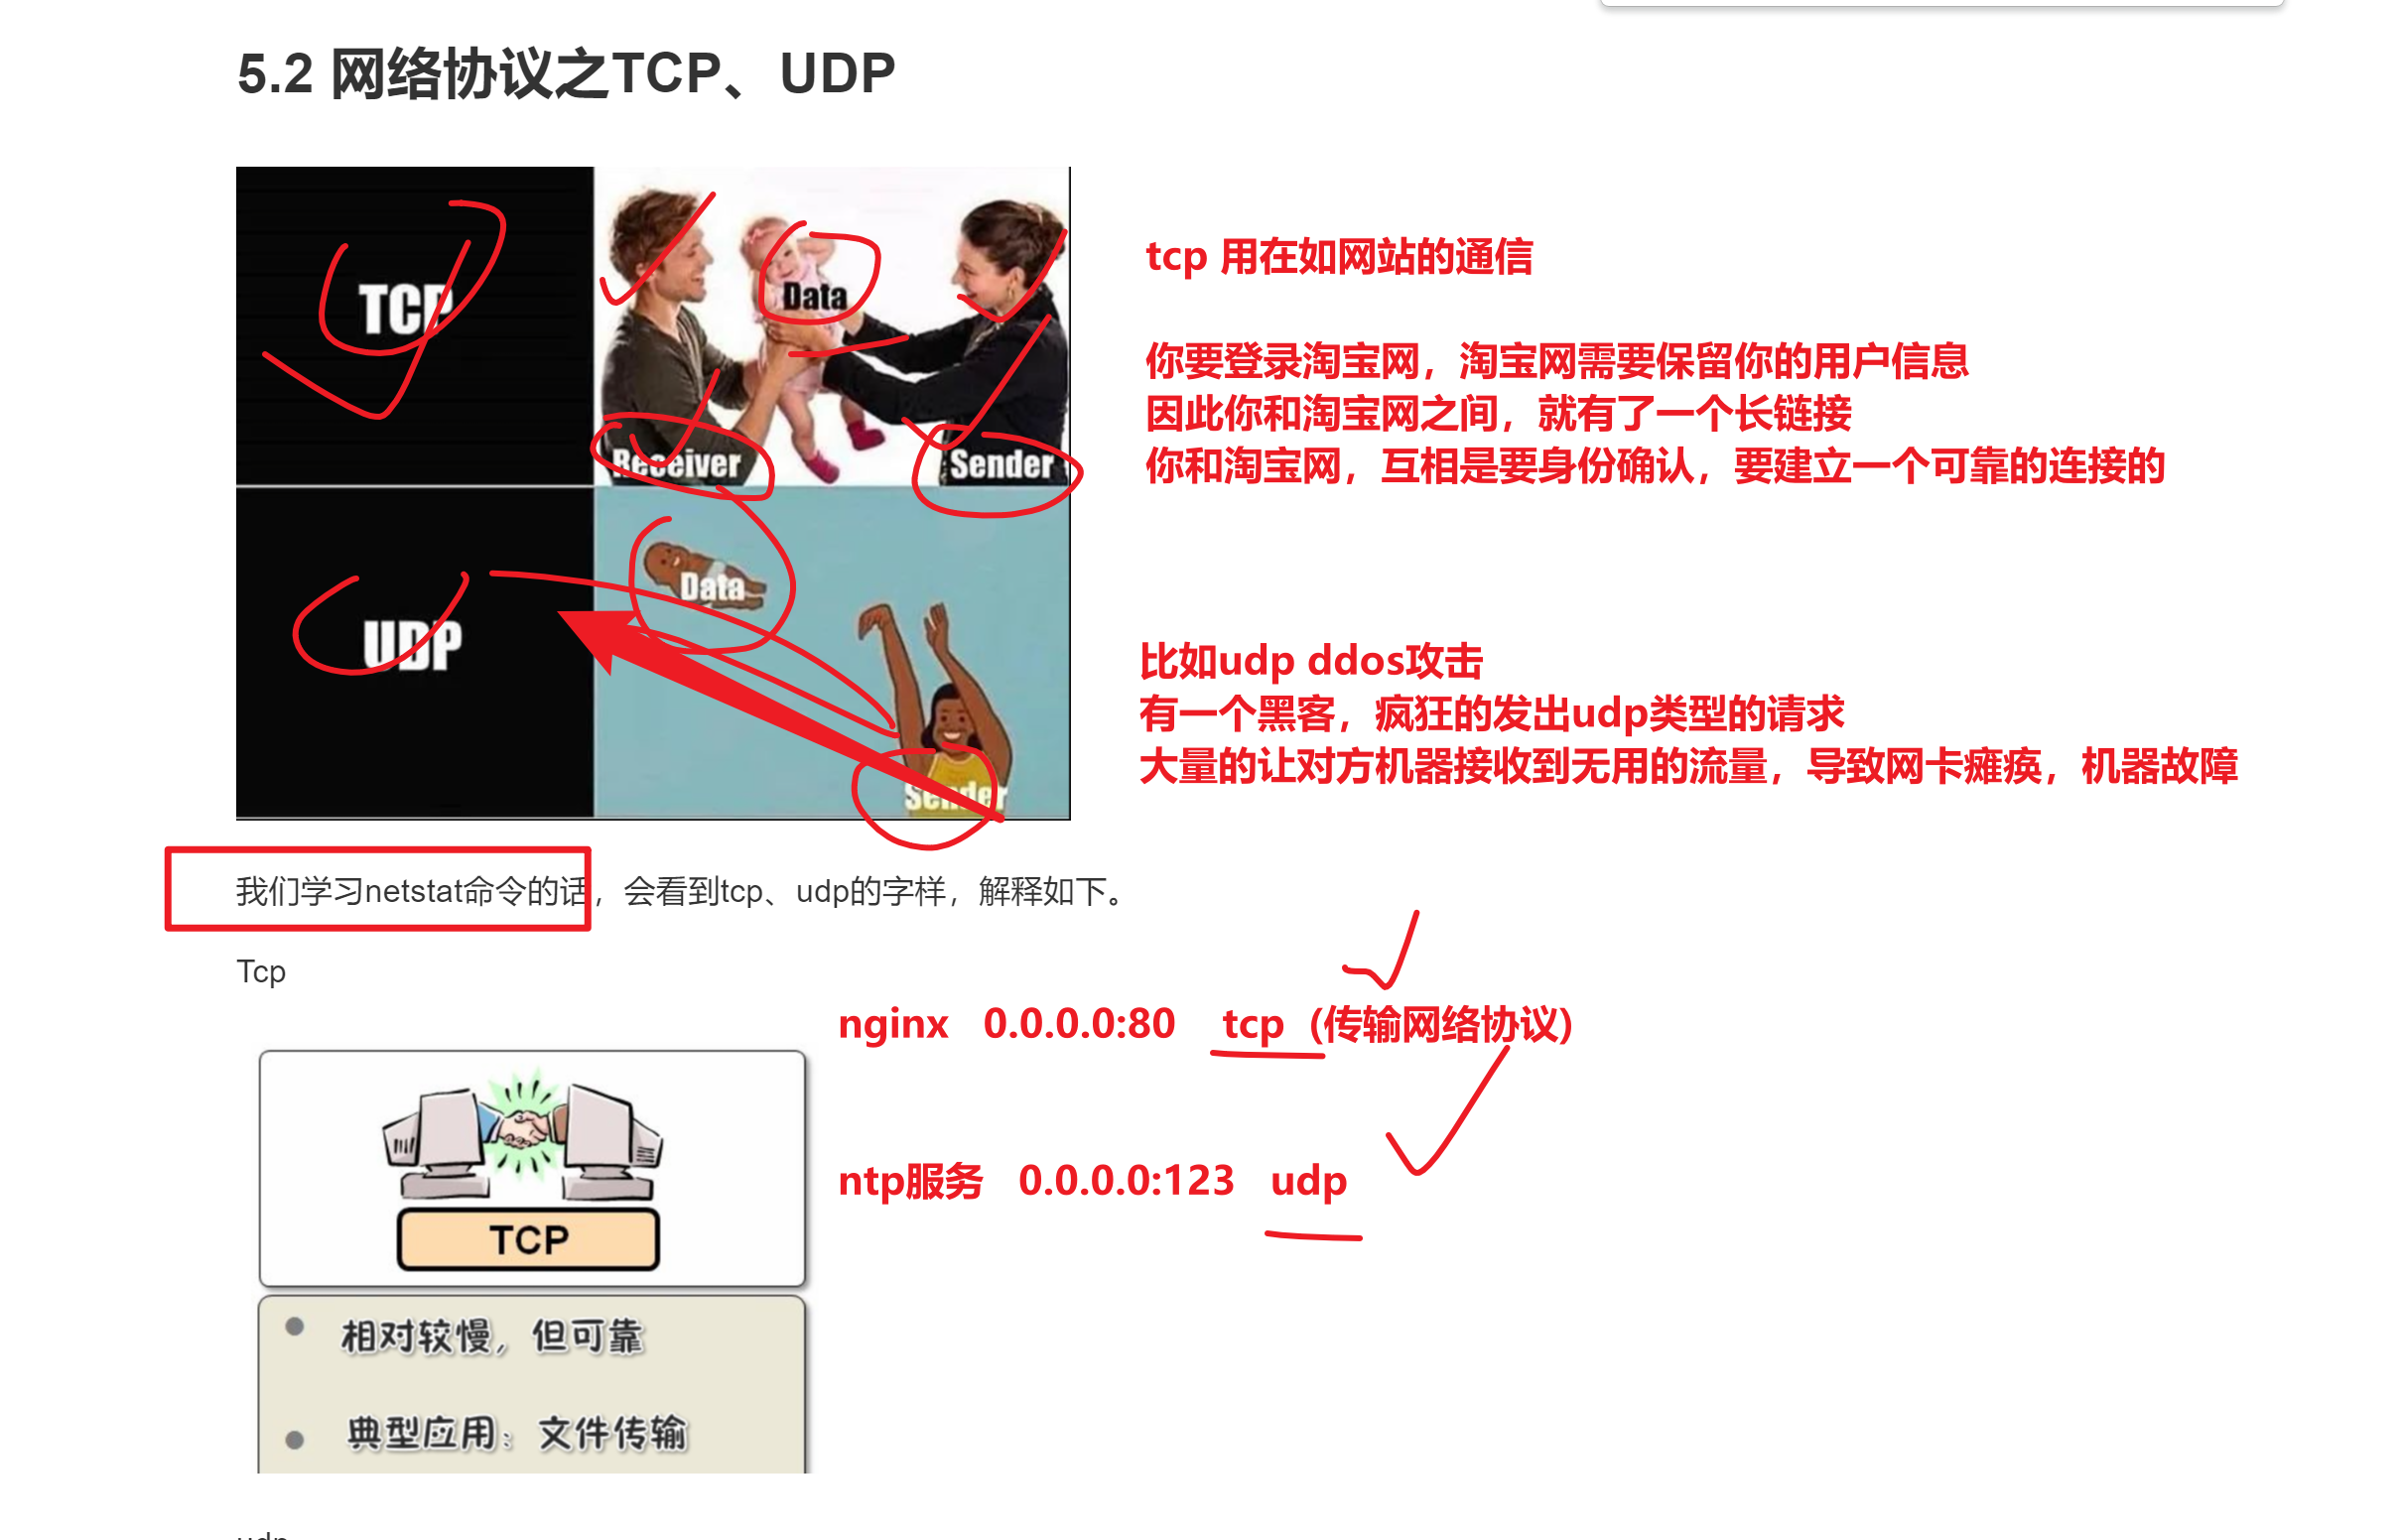 5.2 网络协议之TCP、UDP
TCP
Data
Receiver
Sender
tcp 用在如网站的通信
你要登录淘宝网，淘宝网需要保留你的用户信息
因此你和淘宝网之间，就有了一个长链接
你和淘宝网，互相是要身份确认，要建立一个可靠的连接的
UDP
Data
Sender
比如udp ddos攻击
有一个黑客，疯狂的发出udp类型的请求
大量的让对方机器接收到无用的流量，导致网卡瘫痪，机器故障
我们学习netstat命令的话，会看到tcp、udp的字样，解释如下。
Tcp
nginx 0.0.0.0:80 tcp (传输网络协议)
ntp服务 0.0.0.0:123 udp
TCP
相对较慢，但可靠
典型应用：文件传输
udp